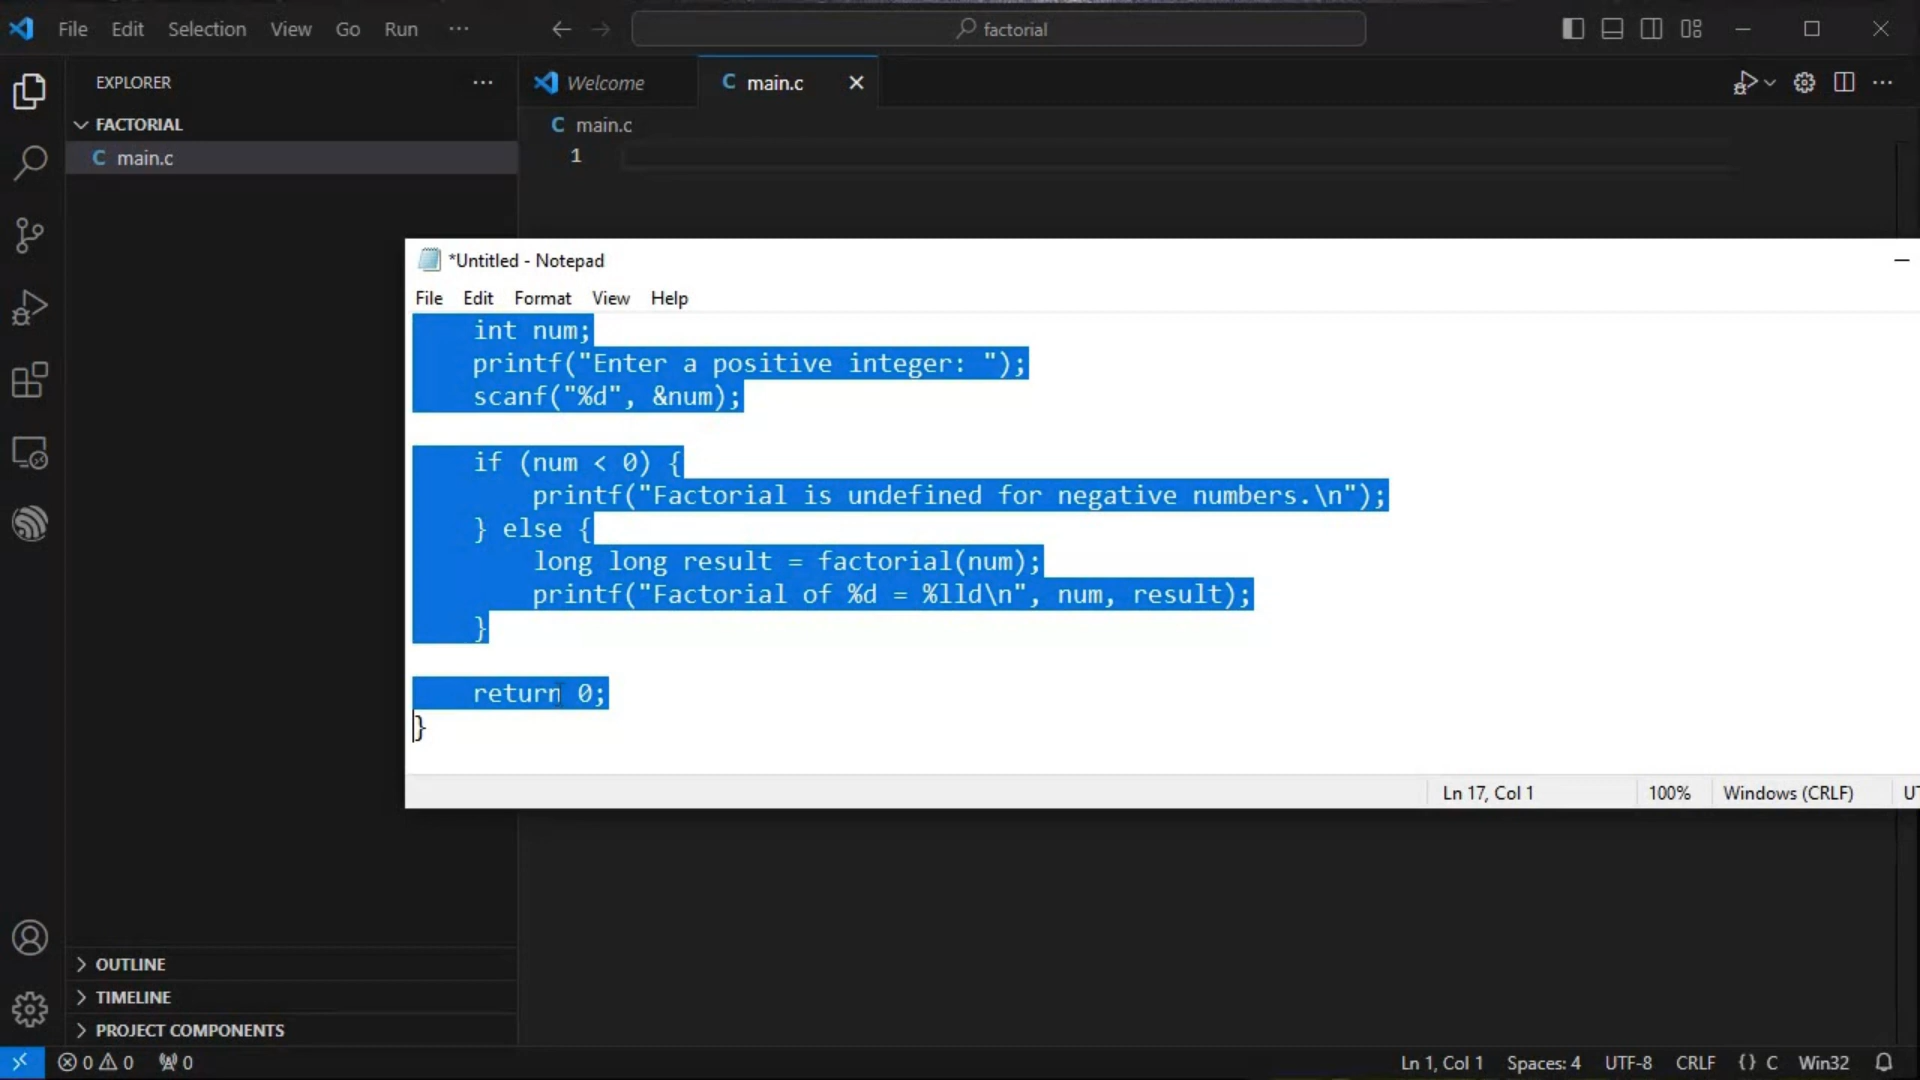 File Edit Selection View Go Run ···
factorial
EXPLORER ···
Welcome
C main.c
FACTORIAL
C main.c
C main.c
1
*Untitled - Notepad
File Edit Format View Help
int num;
printf("Enter a positive integer: ");
scanf("%d", &num);
if (num < 0) {
printf("Factorial is undefined for negative numbers.\n");
} else {
long long result = factorial(num);
printf("Factorial of %d = %lld\n", num, result);
}
return 0;
}
Ln 17, Col 1 100% Windows (CRLF)
OUTLINE
TIMELINE
PROJECT COMPONENTS
0 0 0 Ln 1, Col 1 Spaces: 4 UTF-8 CRLF {} C Win32